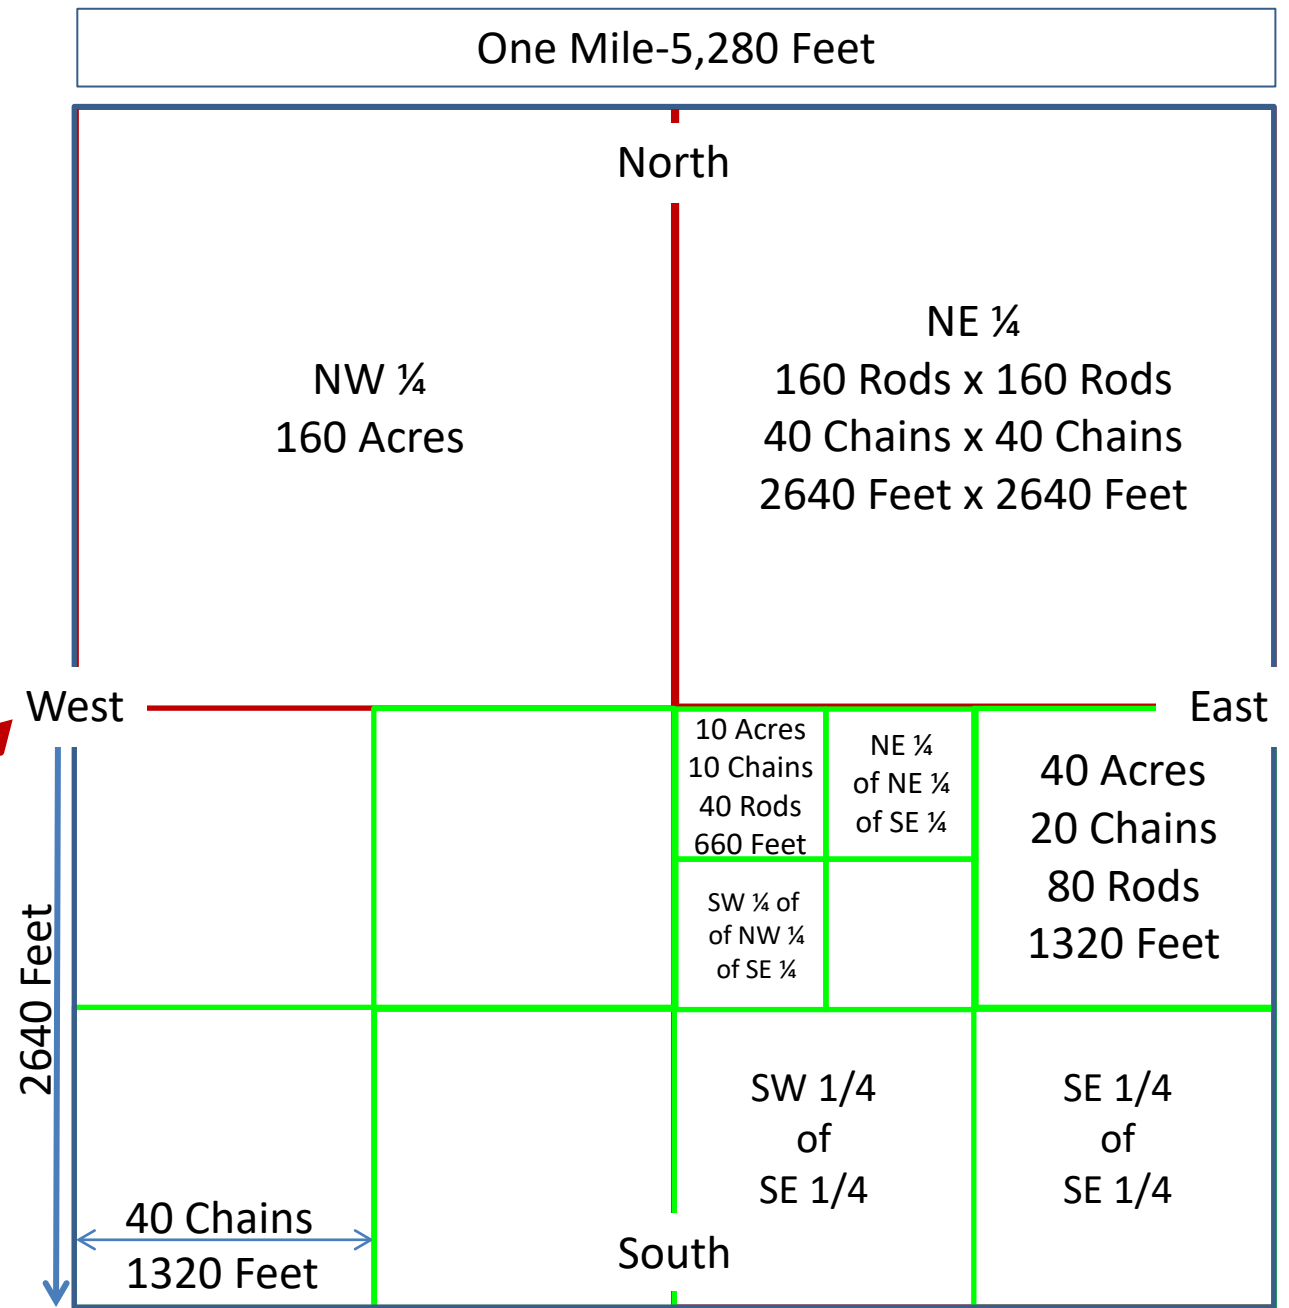 One Mile-5,280 Feet
North
NW ¼
160 Acres
NE ¼
160 Rods x 160 Rods
40 Chains x 40 Chains
2640 Feet x 2640 Feet
West
East
10 Acres
10 Chains
40 Rods
660 Feet
NE ¼
of NE ¼
of SE ¼
40 Acres
20 Chains
80 Rods
1320 Feet
SW ¼ of
of NW ¼
of SE ¼
2640 Feet
SW 1/4
of
SE 1/4
SE 1/4
of
SE 1/4
40 Chains
1320 Feet
South